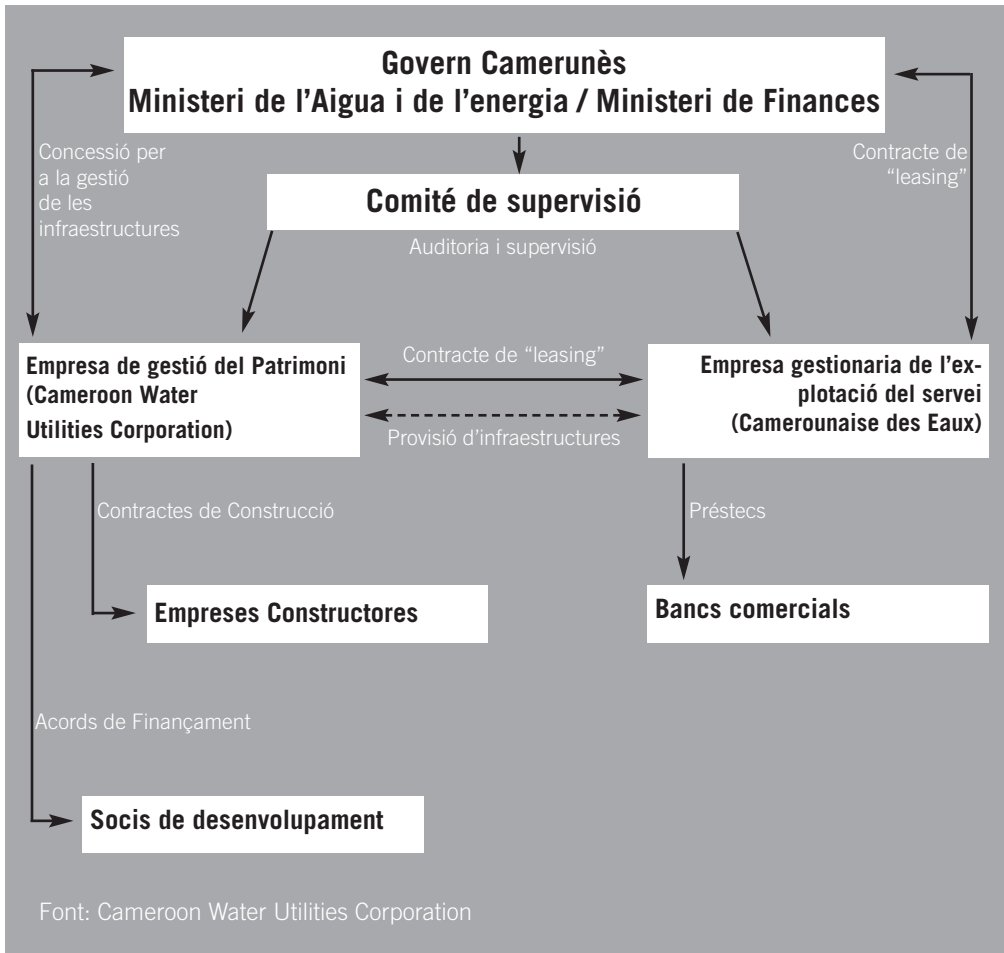 Govern Camerunès
Ministeri de l’Aigua i de l’energia / Ministeri de Finances
Concessió per
a la gestió
de les
infraestructures
Contracte de
“leasing”
Comité de supervisió
Auditoria i supervisió
Empresa de gestió del Patrimoni
(Cameroon Water
Utilities Corporation)
Contracte de “leasing”
Provisió d’infraestructures
Empresa gestionaria de l’ex-
plotació del servei
(Camerounaise des Eaux)
Contractes de Construcció
Préstecs
Empreses Constructores
Bancs comercials
Acords de Finançament
Socis de desenvolupament
Font: Cameroon Water Utilities Corporation